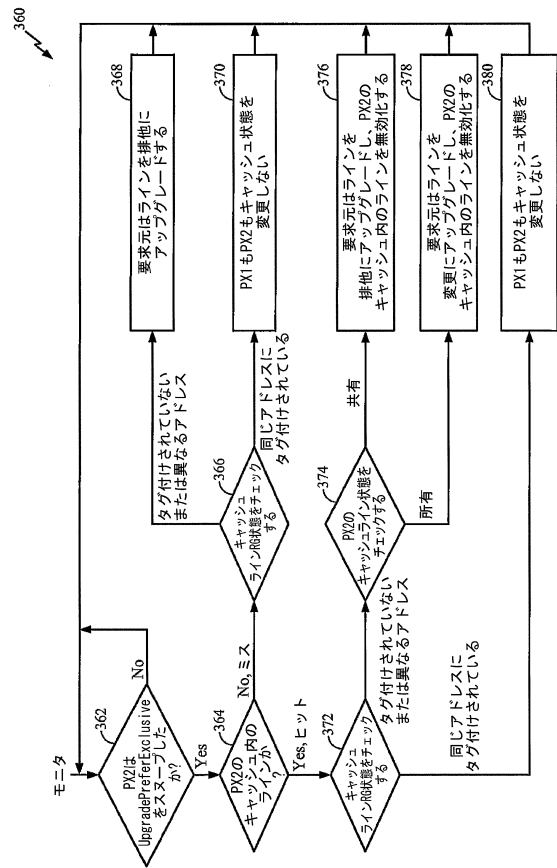 360
モニタ
362
PX2は
UpgradePreferExclusive
をスヌープした
か?
No
Yes
364
PX2の
キャッシュ内の
ラインか
?
No,ミス
Yes,ヒット
366
キャッシュ
ラインRG状態をチェック
する
タグ付けされていない
または異なるアドレス
同じアドレスに
タグ付けされている
368
要求元はラインを排他に
アップグレードする
370
PX1もPX2もキャッシュ状態を
変更しない
372
キャッシュ
ラインRG状態をチェック
する
タグ付けされていない
または異なるアドレス
同じアドレスに
タグ付けされている
374
PX2の
キャッシュライン状態を
チェックする
共有
所有
376
要求元はラインを
排他にアップグレードし、PX2の
キャッシュ内のラインを無効化する
378
要求元はラインを
変更にアップグレードし、PX2の
キャッシュ内のラインを無効化する
380
PX1もPX2もキャッシュ状態を
変更しない